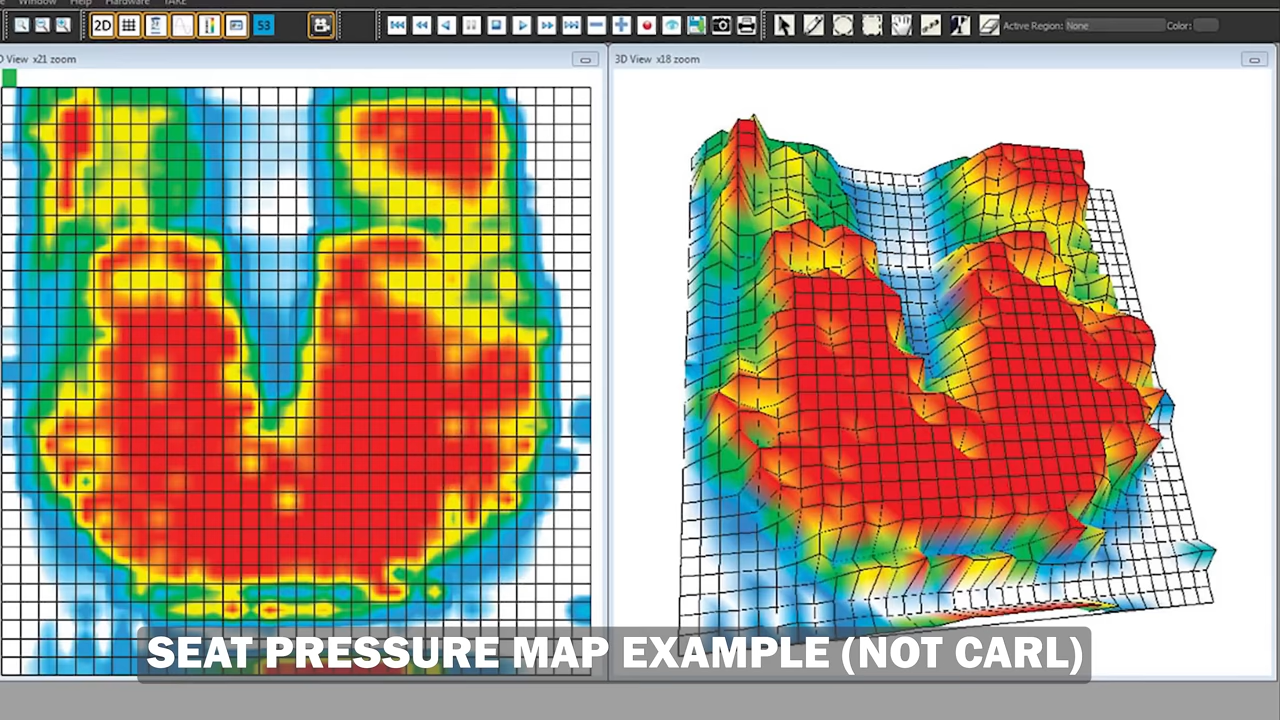 Window Help Hardware TAKE
2D
53
T
Active Region: None
Color:
D View x21 zoom
3D View x18 zoom
SEAT PRESSURE MAP EXAMPLE (NOT CARL)